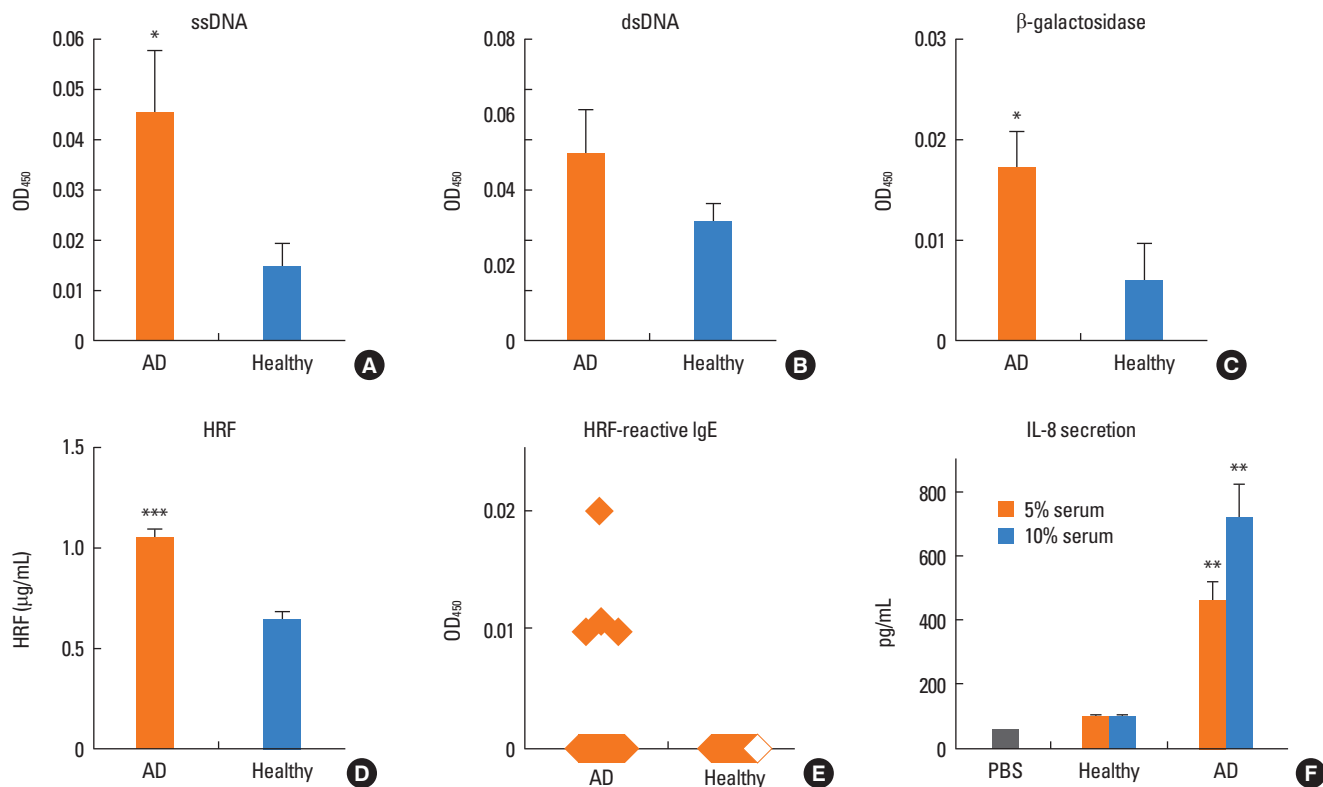 ssDNA
*
0.06
0.05
0.04
0.03
0.02
0.01
0
OD450
AD
Healthy
A
dsDNA
0.08
0.06
0.04
0.02
0
OD450
AD
Healthy
B
β-galactosidase
*
0.03
0.02
0.01
0
OD450
AD
Healthy
C
HRF
***
1.5
1.0
0.5
0
HRF (μg/mL)
AD
Healthy
D
HRF-reactive IgE
0.02
0.01
0
OD450
AD
Healthy
E
IL-8 secretion
**
**
800
600
400
200
0
pg/mL
5% serum
10% serum
PBS
Healthy
AD
F